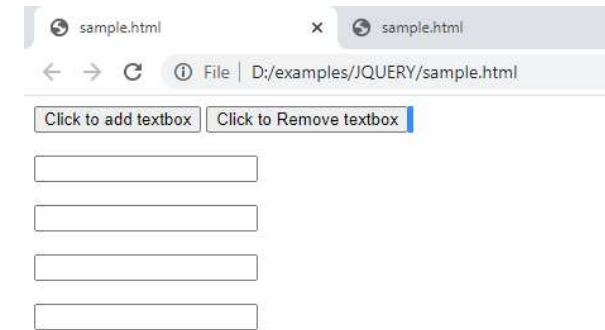 sample.html × sample.html
File | D:/examples/JQUERY/sample.html
Click to add textbox Click to Remove textbox